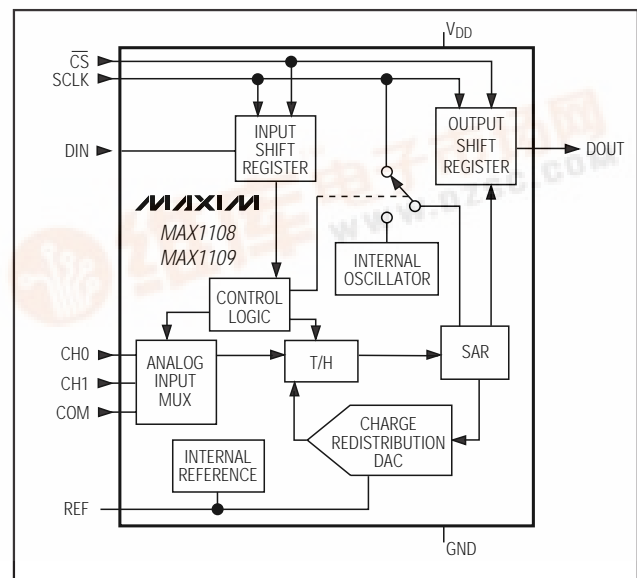 VDD
CS
SCLK
DIN
INPUT
SHIFT
REGISTER
OUTPUT
SHIFT
REGISTER
DOUT
MAXIM
MAX1108
MAX1109
INTERNAL
OSCILLATOR
CONTROL
LOGIC
CH0
CH1
COM
ANALOG
INPUT
MUX
T/H
SAR
CHARGE
REDISTRIBUTION
DAC
INTERNAL
REFERENCE
REF
GND